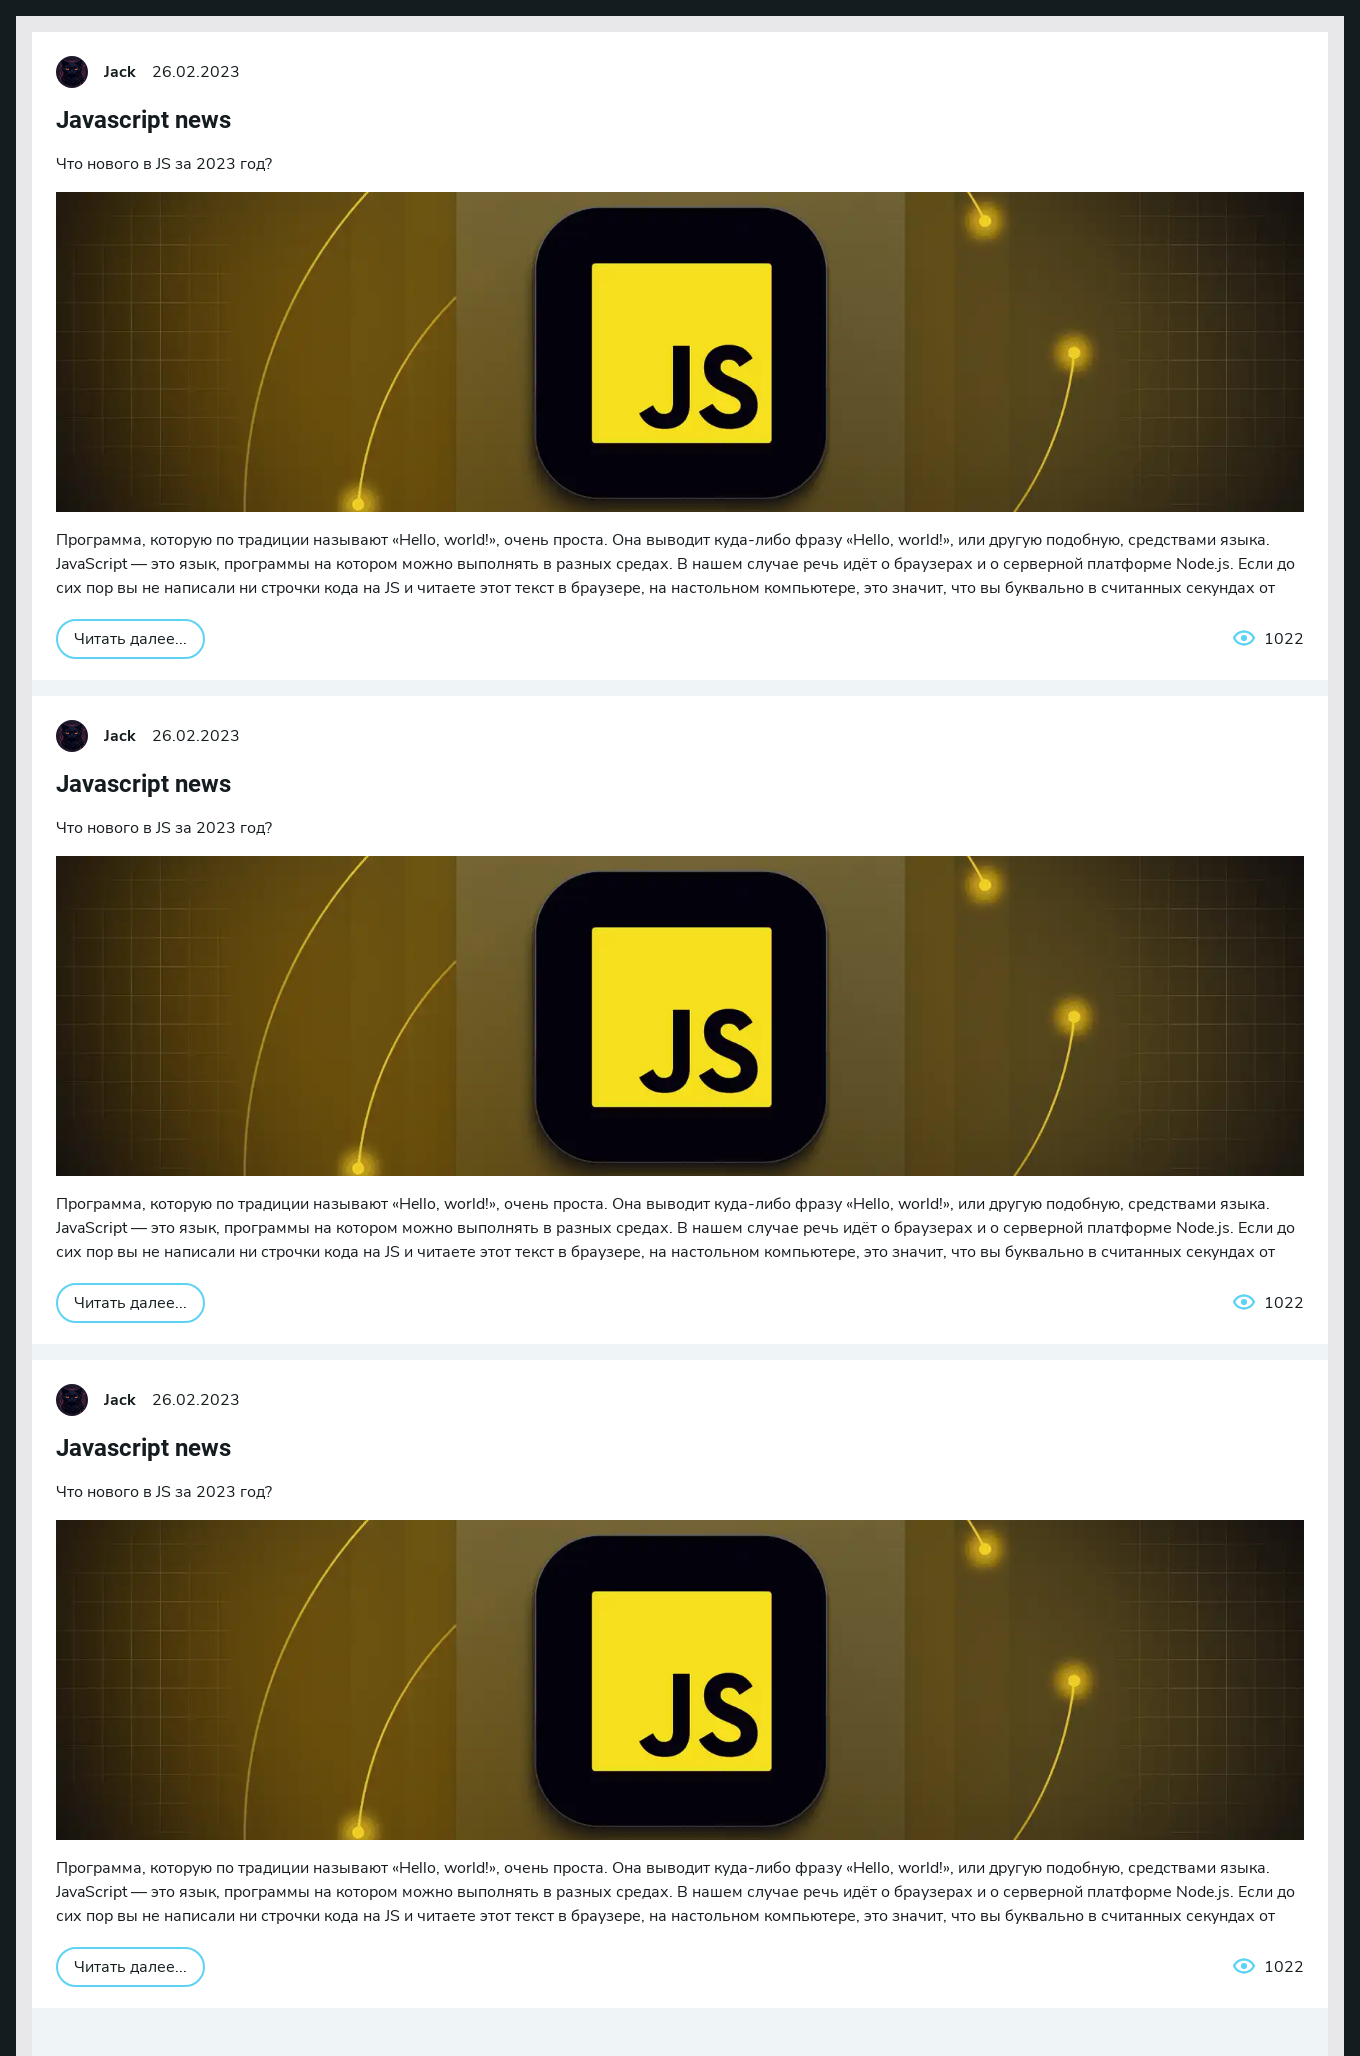 Jack 26.02.2023
Javascript news
Что нового в JS за 2023 год?
JS
Программа, которую по традиции называют «Hello, world!», очень проста. Она выводит куда-либо фразу «Hello, world!», или другую подобную, средствами языка.
JavaScript — это язык, программы на котором можно выполнять в разных средах. В нашем случае речь идёт о браузерах и о серверной платформе Node.js. Если до
сих пор вы не написали ни строчки кода на JS и читаете этот текст в браузере, на настольном компьютере, это значит, что вы буквально в считанных секундах от
Читать далее... 1022
Jack 26.02.2023
Javascript news
Что нового в JS за 2023 год?
JS
Программа, которую по традиции называют «Hello, world!», очень проста. Она выводит куда-либо фразу «Hello, world!», или другую подобную, средствами языка.
JavaScript — это язык, программы на котором можно выполнять в разных средах. В нашем случае речь идёт о браузерах и о серверной платформе Node.js. Если до
сих пор вы не написали ни строчки кода на JS и читаете этот текст в браузере, на настольном компьютере, это значит, что вы буквально в считанных секундах от
Читать далее... 1022
Jack 26.02.2023
Javascript news
Что нового в JS за 2023 год?
JS
Программа, которую по традиции называют «Hello, world!», очень проста. Она выводит куда-либо фразу «Hello, world!», или другую подобную, средствами языка.
JavaScript — это язык, программы на котором можно выполнять в разных средах. В нашем случае речь идёт о браузерах и о серверной платформе Node.js. Если до
сих пор вы не написали ни строчки кода на JS и читаете этот текст в браузере, на настольном компьютере, это значит, что вы буквально в считанных секундах от
Читать далее... 1022